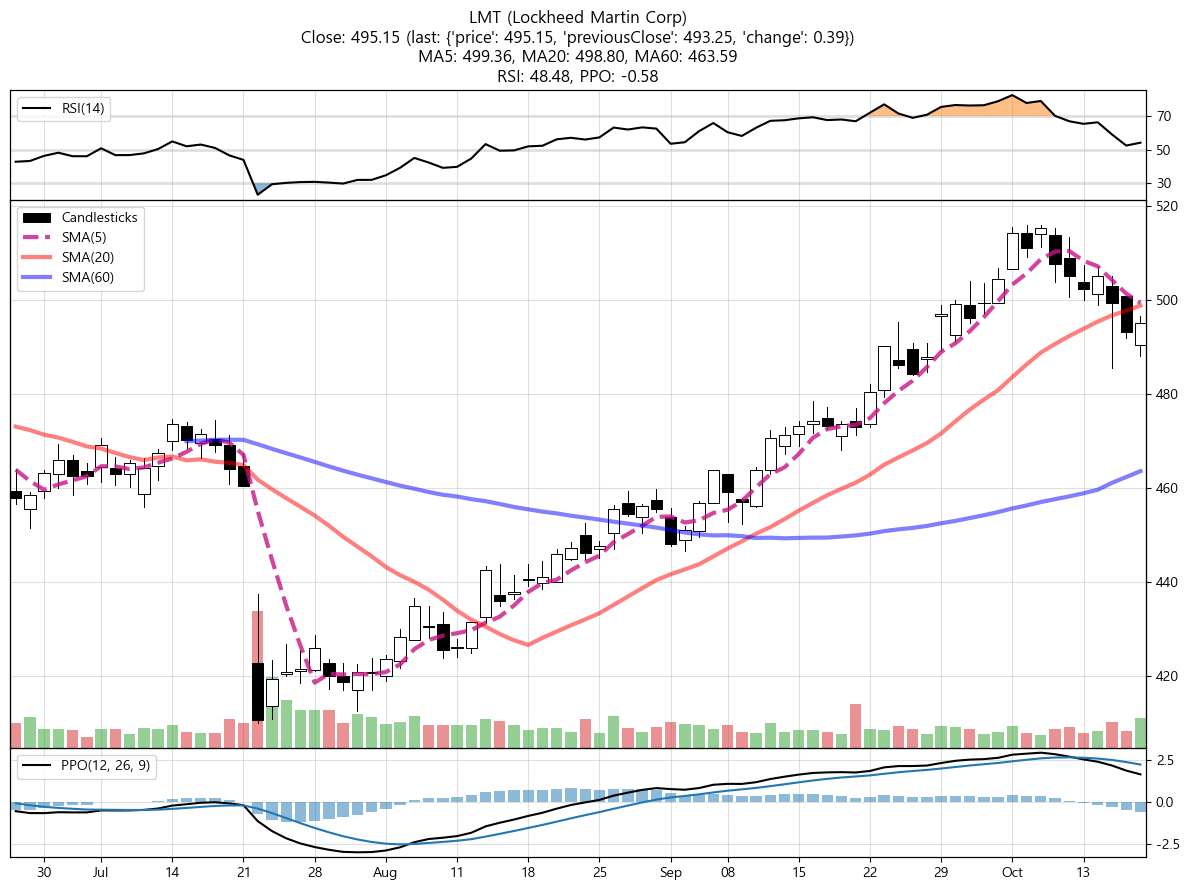 LMT (Lockheed Martin Corp)
Close: 495.15 (last: {'price': 495.15, 'previousClose': 493.25, 'change': 0.39})
MA5: 499.36, MA20: 498.80, MA60: 463.59
RSI: 48.48, PPO: -0.58
RSI(14)
70
50
30
Candlesticks
SMA(5)
SMA(20)
SMA(60)
520
500
480
460
440
420
PPO(12, 26, 9)
2.5
0.0
-2.5
30 Jul 14 21 28 Aug 11 18 25 Sep 08 15 22 29 Oct 13